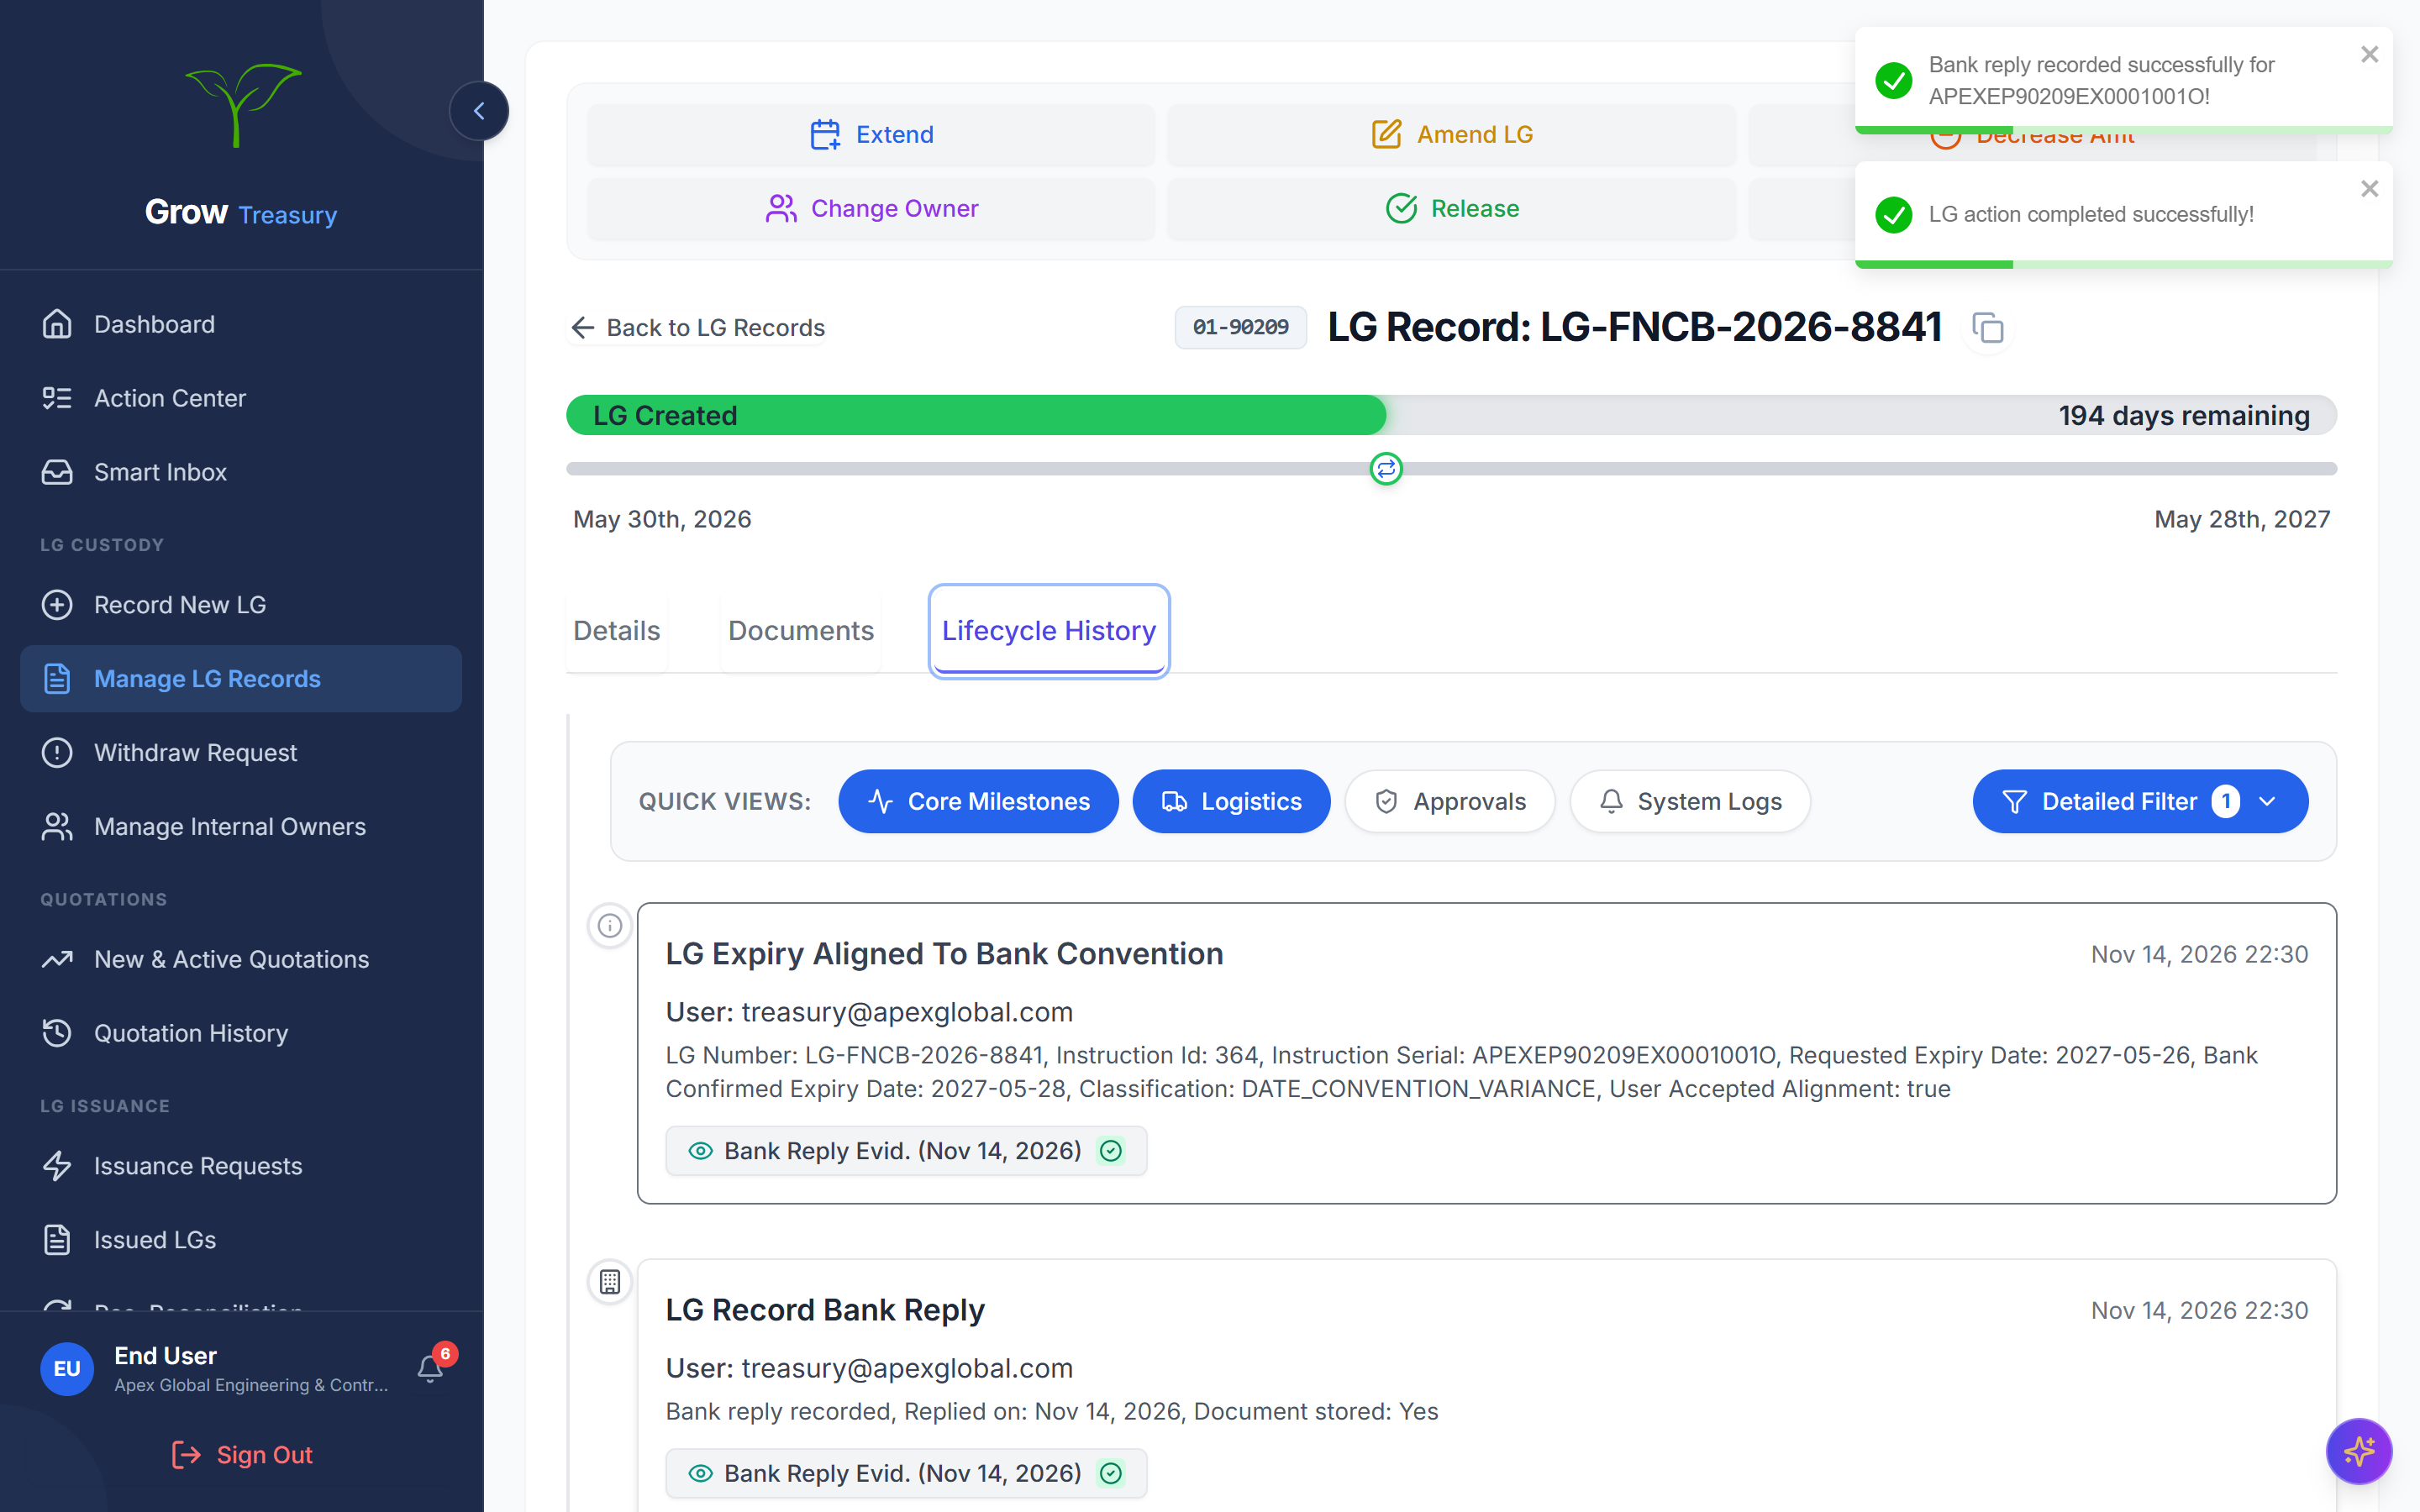 Grow Treasury
Dashboard
Action Center
Smart Inbox
LG CUSTODY
Record New LG
Manage LG Records
Withdraw Request
Manage Internal Owners
QUOTATIONS
New & Active Quotations
Quotation History
LG ISSUANCE
Issuance Requests
Issued LGs
EU
End User
Apex Global Engineering & Contr...
6
Sign Out
Extend
Amend LG
Decrease Amt
Change Owner
Release
Bank reply recorded successfully for
APEXEP90209EX0001001O!
LG action completed successfully!
Back to LG Records
01-90209
LG Record: LG-FNCB-2026-8841
LG Created
194 days remaining
May 30th, 2026
May 28th, 2027
Details
Documents
Lifecycle History
QUICK VIEWS:
Core Milestones
Logistics
Approvals
System Logs
Detailed Filter 1
LG Expiry Aligned To Bank Convention
Nov 14, 2026 22:30
User: treasury@apexglobal.com
LG Number: LG-FNCB-2026-8841, Instruction Id: 364, Instruction Serial: APEXEP90209EX0001001O, Requested Expiry Date: 2027-05-26, Bank
Confirmed Expiry Date: 2027-05-28, Classification: DATE_CONVENTION_VARIANCE, User Accepted Alignment: true
Bank Reply Evid. (Nov 14, 2026)
LG Record Bank Reply
Nov 14, 2026 22:30
User: treasury@apexglobal.com
Bank reply recorded, Replied on: Nov 14, 2026, Document stored: Yes
Bank Reply Evid. (Nov 14, 2026)